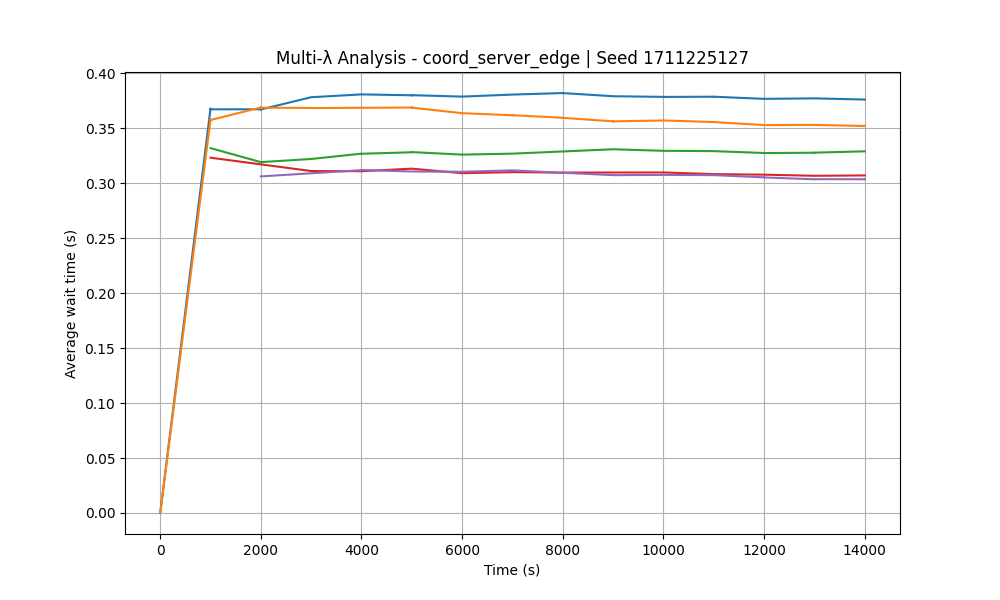 Multi-λ Analysis - coord_server_edge | Seed 1711225127
0.40
0.35
0.30
0.25
0.20
0.15
0.10
0.05
0.00
Average wait time (s)
0 2000 4000 6000 8000 10000 12000 14000
Time (s)